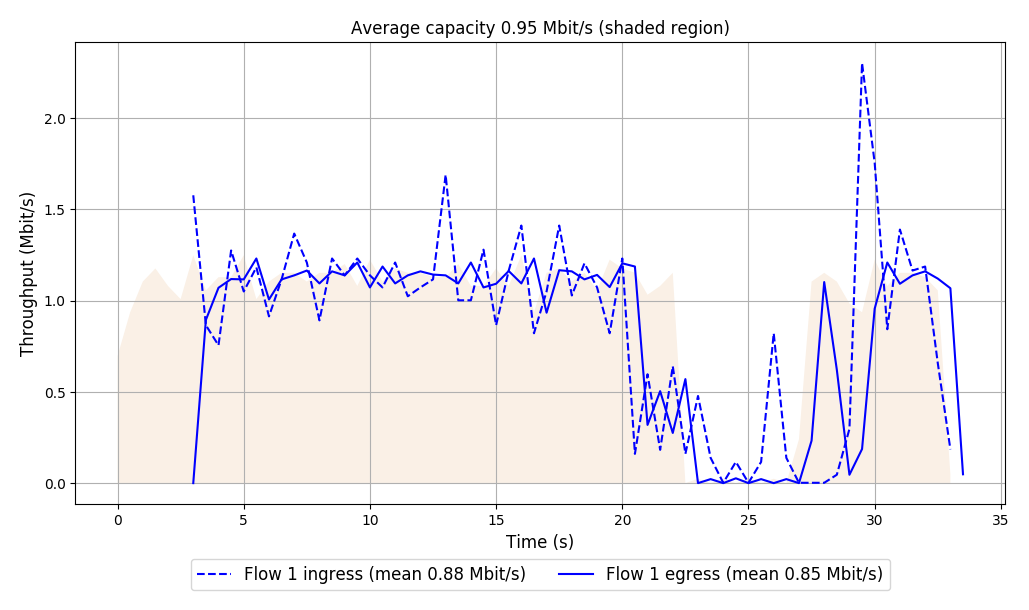 Average capacity 0.95 Mbit/s (shaded region)
Throughput (Mbit/s)
2.0
1.5
1.0
0.5
0.0
0 5 10 15 20 25 30 35
Time (s)
Flow 1 ingress (mean 0.88 Mbit/s) Flow 1 egress (mean 0.85 Mbit/s)